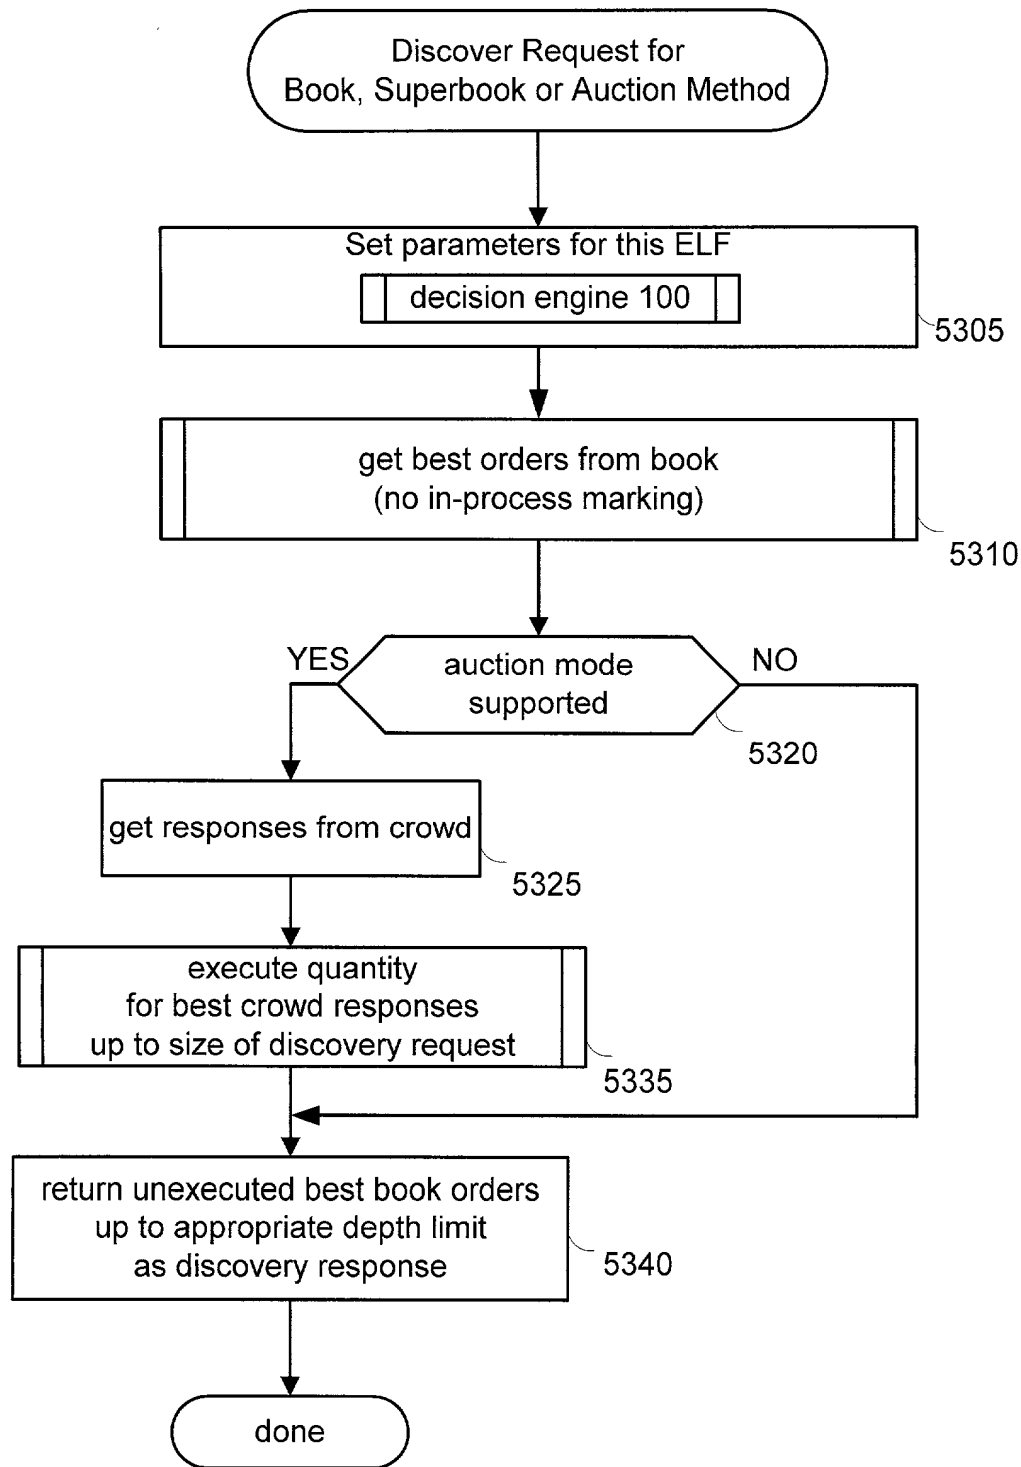 Discover Request for
Book, Superbook or Auction Method
Set parameters for this ELF
decision engine 100
5305
get best orders from book
(no in-process marking)
5310
YES
auction mode
supported
NO
5320
get responses from crowd
5325
execute quantity
for best crowd responses
up to size of discovery request
5335
return unexecuted best book orders
up to appropriate depth limit
as discovery response
5340
done